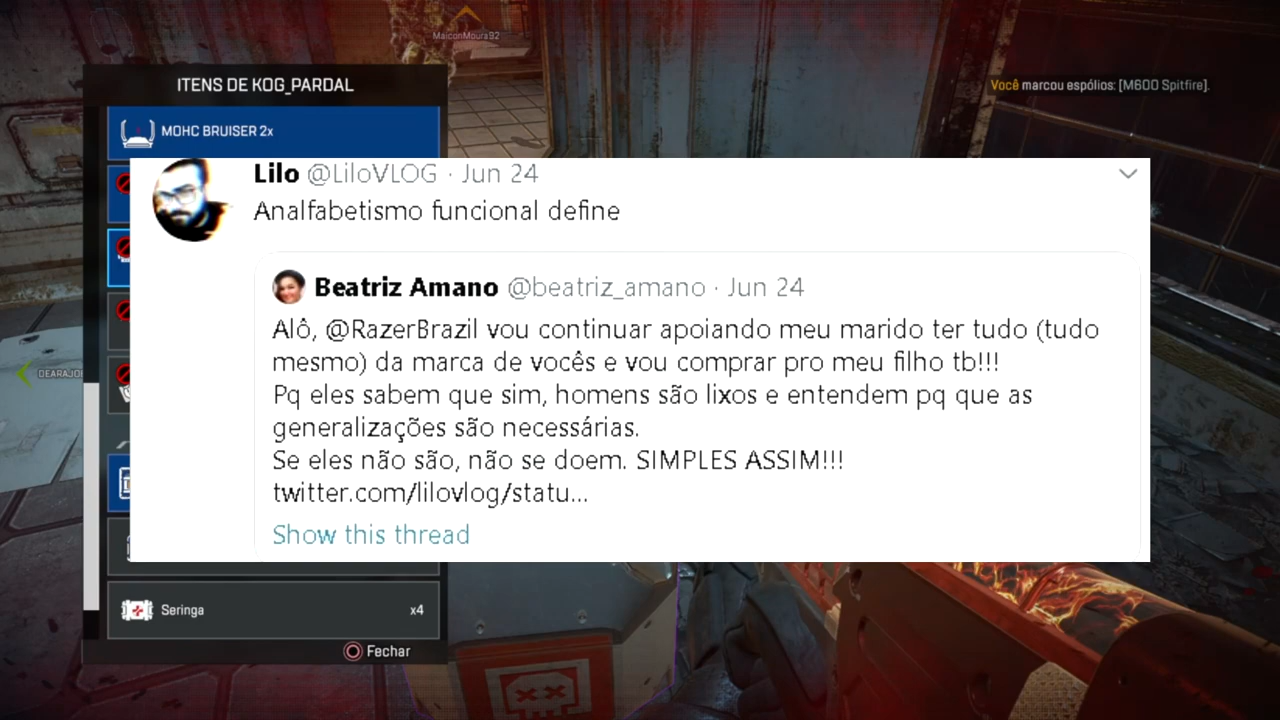 MaiconMoura92
ITENS DE KOG_PARDAL
Você marcou espólios: [M600 Spitfire].
MOHC BRUISER 2x
Lilo @LiloVLOG · Jun 24
Analfabetismo funcional define
Beatriz Amano @beatriz_amano · Jun 24
Alô, @RazerBrazil vou continuar apoiando meu marido ter tudo (tudo
mesmo) da marca de vocês e vou comprar pro meu filho tb!!!
Pq eles sabem que sim, homens são lixos e entendem pq que as
generalizações são necessárias.
Se eles não são, não se doem. SIMPLES ASSIM!!!
twitter.com/lilovlog/statu...
Show this thread
Seringa x4
Fechar